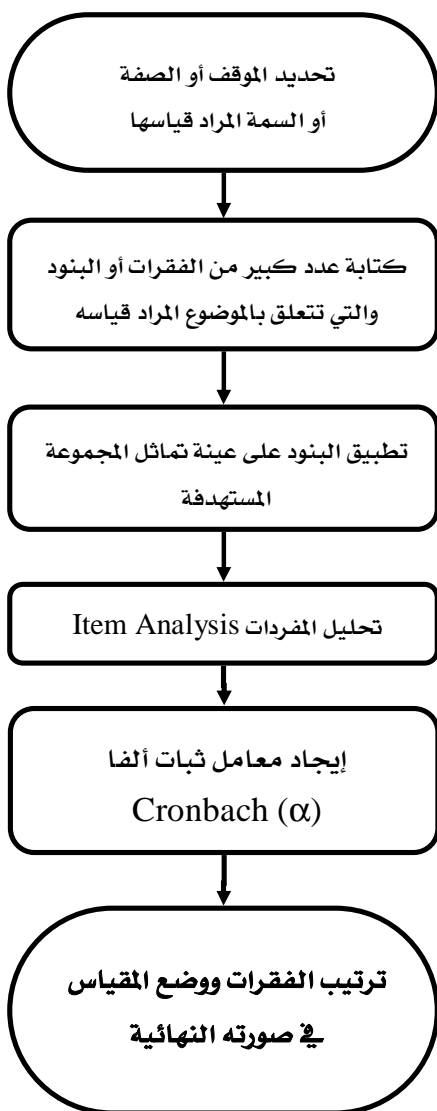 تحديد الموقف أو الصفة
أو السمة المراد قياسها
كتابة عدد كبير من الفقرات أو البنود
والتي تتعلق بالموضوع المراد قياسه
تطبيق البنود على عينة تماثل المجموعة
المستهدفة
تحليل المفردات Item Analysis
إيجاد معامل ثبات ألفا
Cronbach (α)
ترتيب الفقرات ووضع المقياس
في صورته النهائية